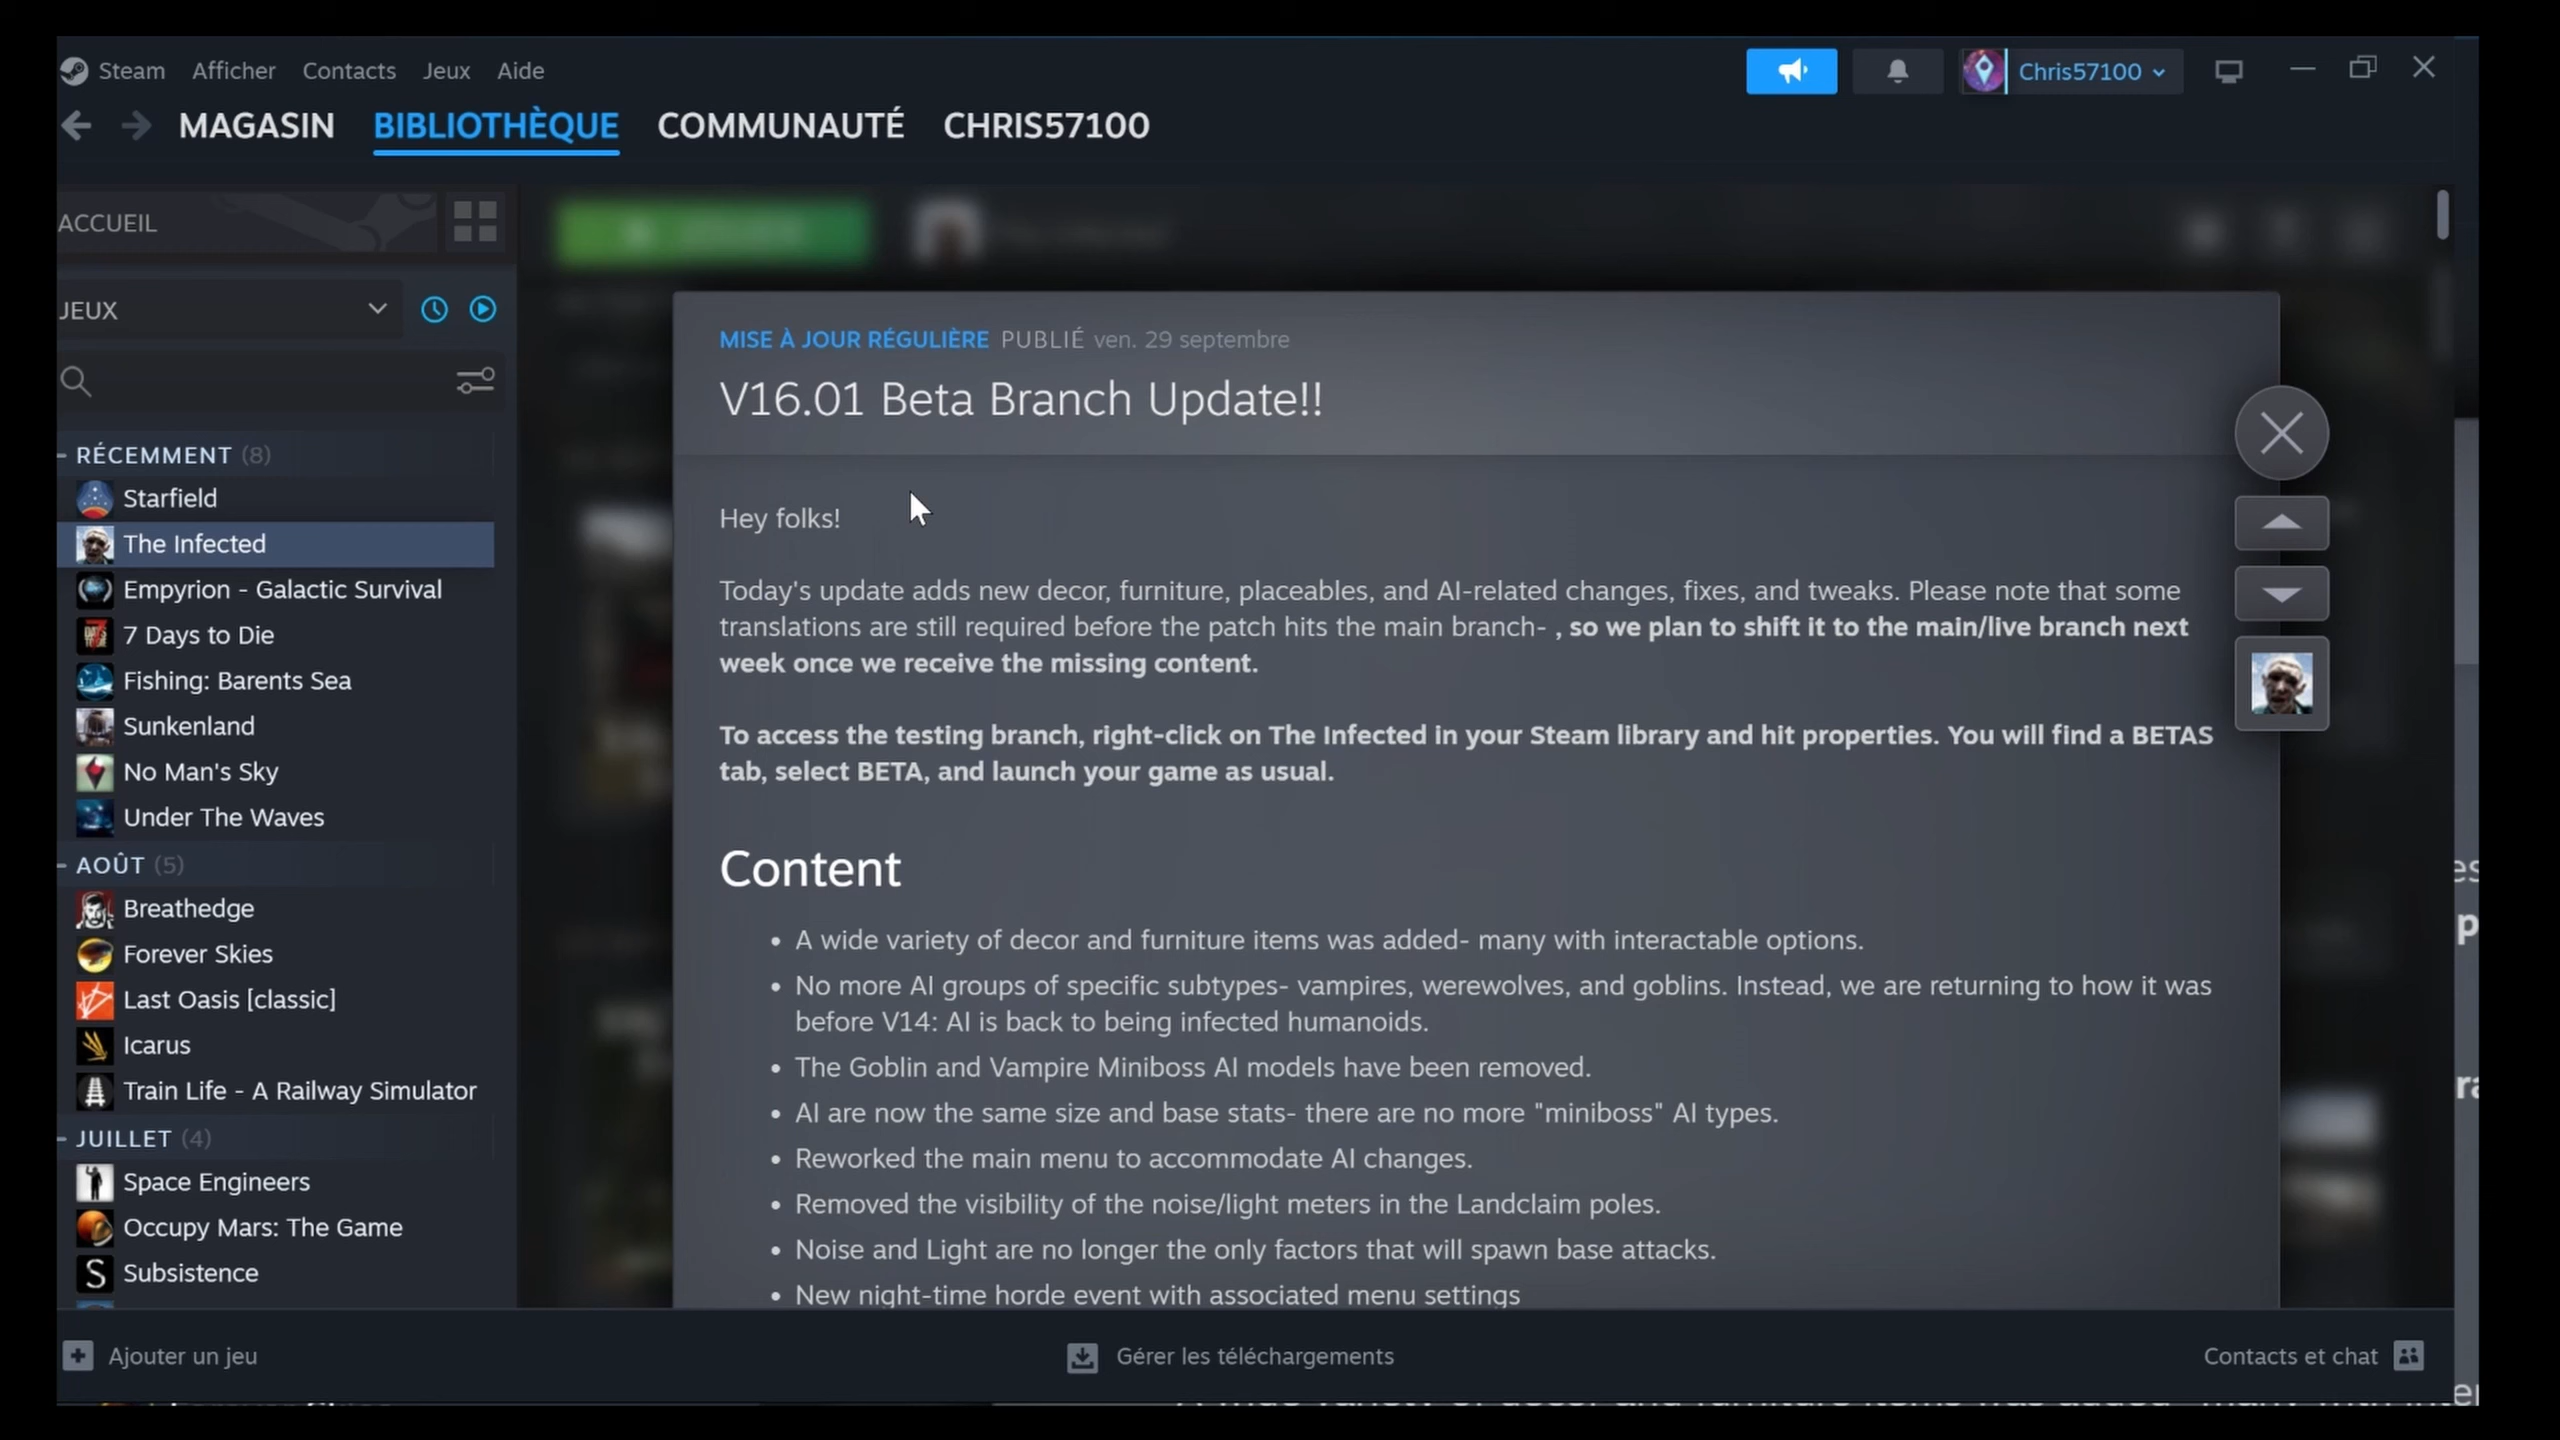 Steam Afficher Contacts Jeux Aide
Chris57100
MAGASIN BIBLIOTHÈQUE COMMUNAUTÉ CHRIS57100
ACCUEIL
JEUX
RÉCEMMENT (8)
Starfield
The Infected
Empyrion - Galactic Survival
7 Days to Die
Fishing: Barents Sea
Sunkenland
No Man's Sky
Under The Waves
AOÛT (5)
Breathedge
Forever Skies
Last Oasis [classic]
Icarus
Train Life - A Railway Simulator
JUILLET (4)
Space Engineers
Occupy Mars: The Game
Subsistence
MISE À JOUR RÉGULIÈRE PUBLIÉ ven. 29 septembre
V16.01 Beta Branch Update!!
Hey folks!
Today's update adds new decor, furniture, placeables, and AI-related changes, fixes, and tweaks. Please note that some
translations are still required before the patch hits the main branch- , so we plan to shift it to the main/live branch next
week once we receive the missing content.
To access the testing branch, right-click on The Infected in your Steam library and hit properties. You will find a BETAS
tab, select BETA, and launch your game as usual.
Content
• A wide variety of decor and furniture items was added- many with interactable options.
• No more AI groups of specific subtypes- vampires, werewolves, and goblins. Instead, we are returning to how it was
before V14: AI is back to being infected humanoids.
• The Goblin and Vampire Miniboss AI models have been removed.
• AI are now the same size and base stats- there are no more "miniboss" AI types.
• Reworked the main menu to accommodate AI changes.
• Removed the visibility of the noise/light meters in the Landclaim poles.
• Noise and Light are no longer the only factors that will spawn base attacks.
• New night-time horde event with associated menu settings
Ajouter un jeu
Gérer les téléchargements
Contacts et chat